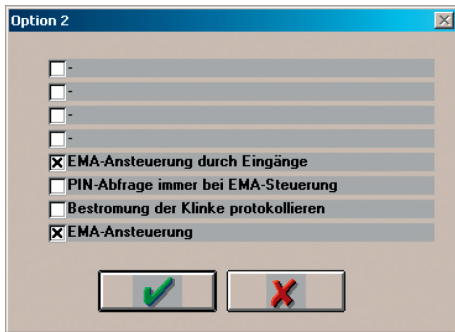 Option 2
-
-
-
-
EMA-Ansteuerung durch Eingänge
PIN-Abfrage immer bei EMA-Steuerung
Bestromung der Klinke protokollieren
EMA-Ansteuerung